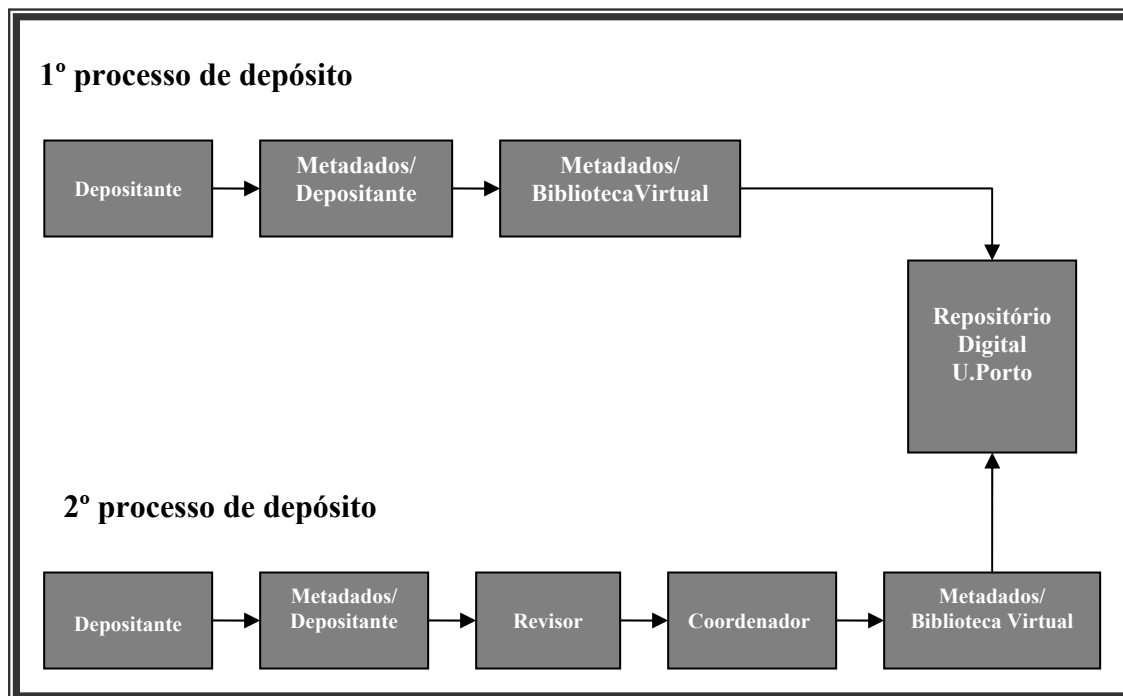 1º processo de depósito
Depositante
Metadados/
Depositante
Metadados/
BibliotecaVirtual
Repositório
Digital
U.Porto
2º processo de depósito
Depositante
Metadados/
Depositante
Revisor
Coordenador
Metadados/
Biblioteca Virtual